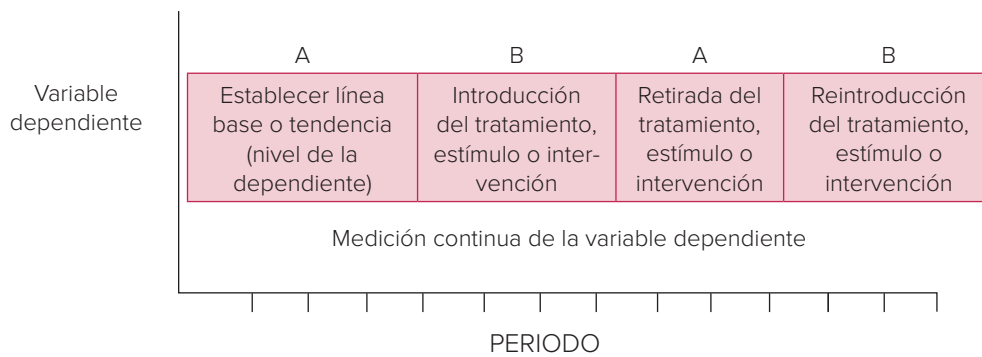 A
B
A
B
Variable
dependiente
Establecer línea
base o tendencia
(nivel de la
dependiente)
Introducción
del tratamiento,
estímulo o inter-
vención
Retirada del
tratamiento,
estímulo o
intervención
Reintroducción
del tratamiento,
estímulo o
intervención
Medición continua de la variable dependiente
PERIODO